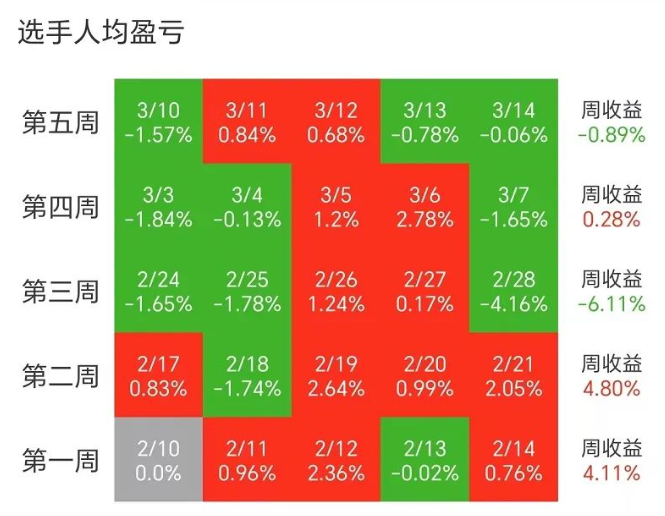 选手人均盈亏
第五周 3/10 3/11 3/12 3/13 3/14 周收益
-1.57% 0.84% 0.68% -0.78% -0.06% -0.89%
第四周 3/3 3/4 3/5 3/6 3/7 周收益
-1.84% -0.13% 1.2% 2.78% -1.65% 0.28%
第三周 2/24 2/25 2/26 2/27 2/28 周收益
-1.65% -1.78% 1.24% 0.17% -4.16% -6.11%
第二周 2/17 2/18 2/19 2/20 2/21 周收益
0.83% -1.74% 2.64% 0.99% 2.05% 4.80%
第一周 2/10 2/11 2/12 2/13 2/14 周收益
0.0% 0.96% 2.36% -0.02% 0.76% 4.11%